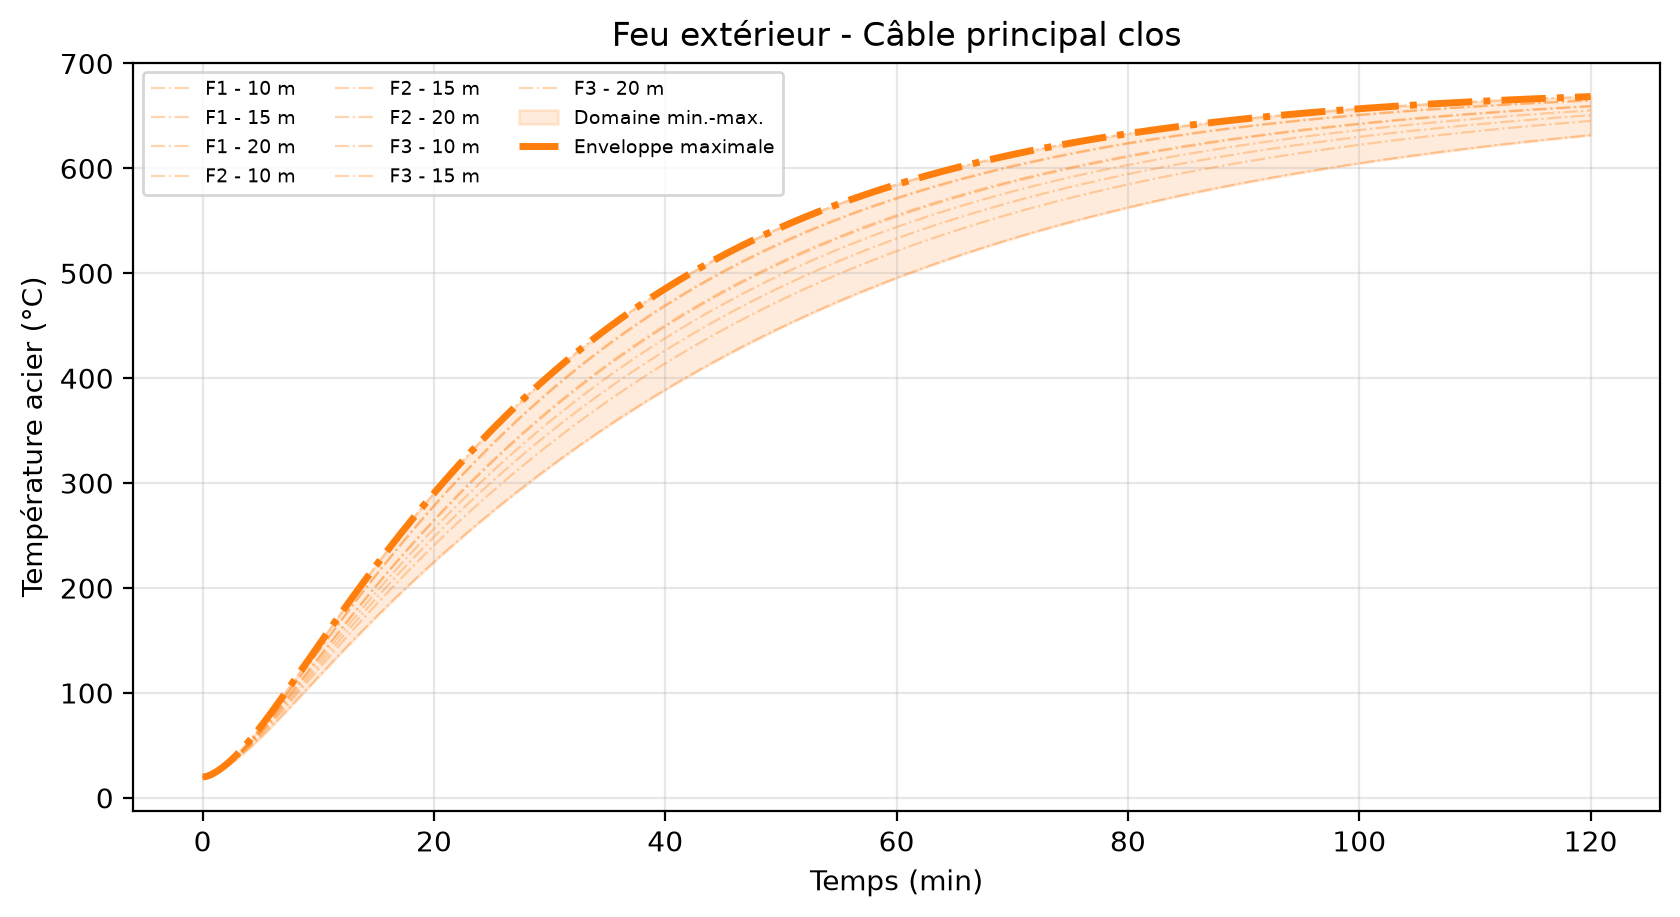 Feu extérieur - Câble principal clos
F1 - 10 m
F1 - 15 m
F1 - 20 m
F2 - 10 m
F2 - 15 m
F2 - 20 m
F3 - 10 m
F3 - 15 m
F3 - 20 m
Domaine min.-max.
Enveloppe maximale
Température acier (°C)
700
600
500
400
300
200
100
0
0 20 40 60 80 100 120
Temps (min)